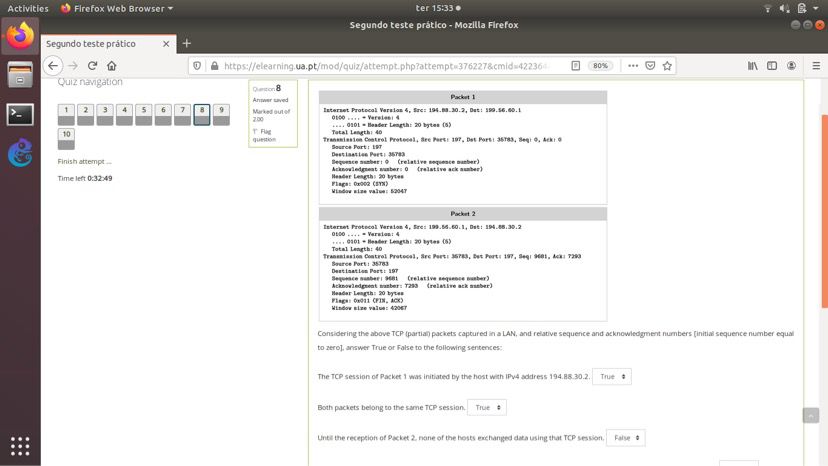 Activities Firefox Web Browser ter 15:33
Segundo teste prático - Mozilla Firefox
Segundo teste prático
https://elearning.ua.pt/mod/quiz/attempt.php?attempt=376227&cmid=42236 80%
Quiz navigation
1 2 3 4 5 6 7 8 9
10
Finish attempt ...
Time left 0:32:49
Question 8
Answer saved
Marked out of
2.00
Flag
question
Packet 1
Internet Protocol Version 4, Src: 194.88.30.2, Dst: 199.56.60.1
0100 .... = Version: 4
.... 0101 = Header Length: 20 bytes (5)
Total Length: 40
Transmission Control Protocol, Src Port: 197, Dst Port: 35783, Seq: 0, Ack: 0
Source Port: 197
Destination Port: 35783
Sequence number: 0 (relative sequence number)
Acknowledgment number: 0 (relative ack number)
Header Length: 20 bytes
Flags: 0x002 (SYN)
Window size value: 52047
Packet 2
Internet Protocol Version 4, Src: 199.56.60.1, Dst: 194.88.30.2
0100 .... = Version: 4
.... 0101 = Header Length: 20 bytes (5)
Total Length: 40
Transmission Control Protocol, Src Port: 35783, Dst Port: 197, Seq: 9681, Ack: 7293
Source Port: 35783
Destination Port: 197
Sequence number: 9681 (relative sequence number)
Acknowledgment number: 7293 (relative ack number)
Header Length: 20 bytes
Flags: 0x011 (FIN, ACK)
Window size value: 42067
Considering the above TCP (partial) packets captured in a LAN, and relative sequence and acknowledgment numbers [initial sequence number equal
to zero], answer True or False to the following sentences:
The TCP session of Packet 1 was initiated by the host with IPv4 address 194.88.30.2. True
Both packets belong to the same TCP session. True
Until the reception of Packet 2, none of the hosts exchanged data using that TCP session. False